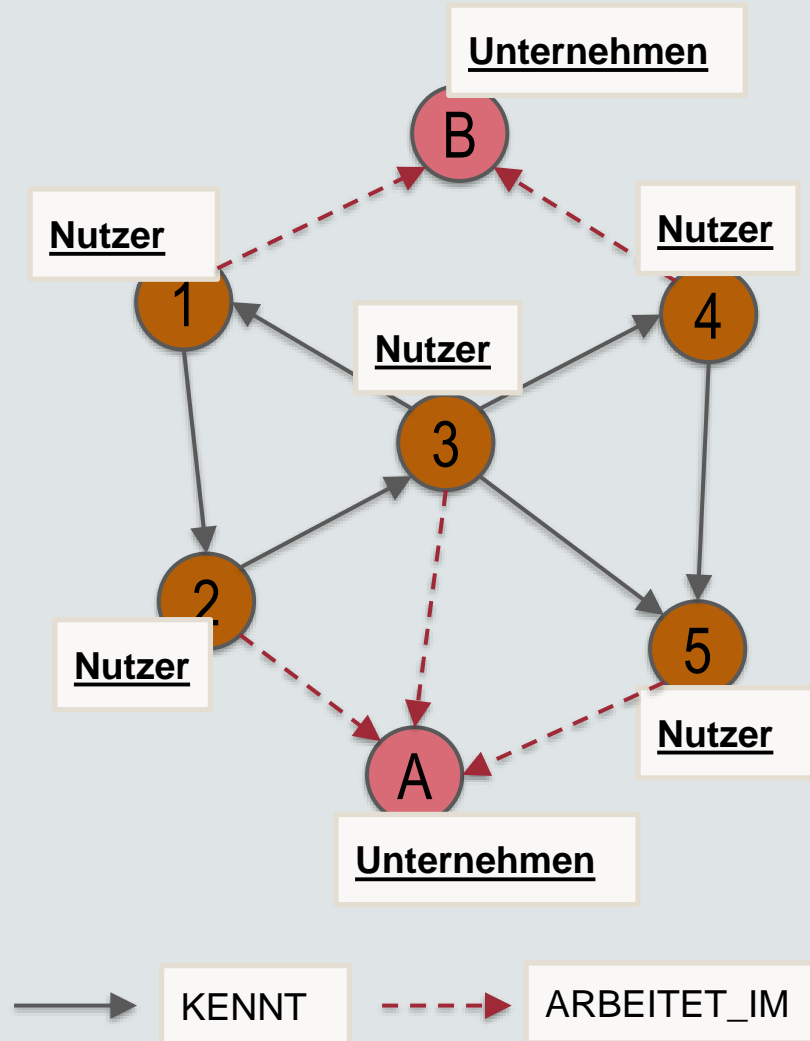 Unternehmen
B
Nutzer
Nutzer
1
4
Nutzer
3
2
Nutzer
5
Nutzer
A
Unternehmen
KENNT
ARBEITET_IM